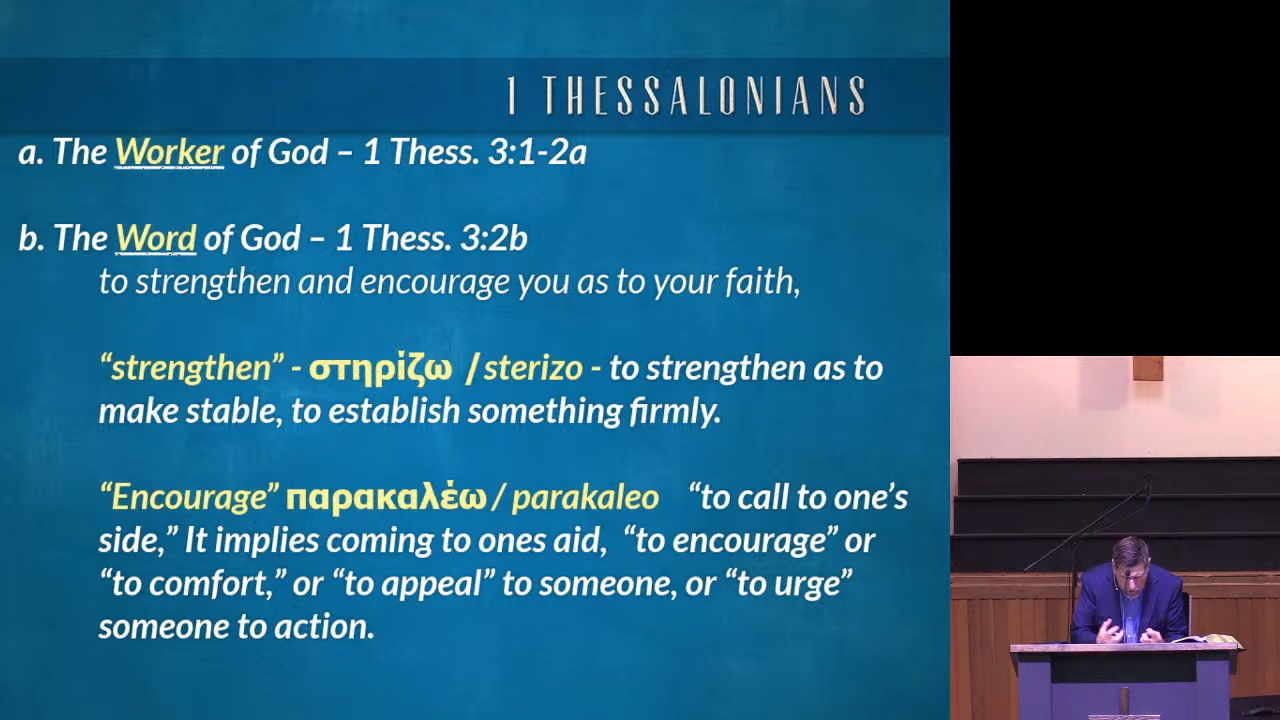 1 THESSALONIANS
a. The Worker of God – 1 Thess. 3:1-2a
b. The Word of God – 1 Thess. 3:2b
to strengthen and encourage you as to your faith,
“strengthen” - στηρίζω / sterizo - to strengthen as to
make stable, to establish something firmly.
“Encourage” παρακαλέω / parakaleo “to call to one’s
side,” It implies coming to ones aid, “to encourage” or
“to comfort,” or “to appeal” to someone, or “to urge”
someone to action.